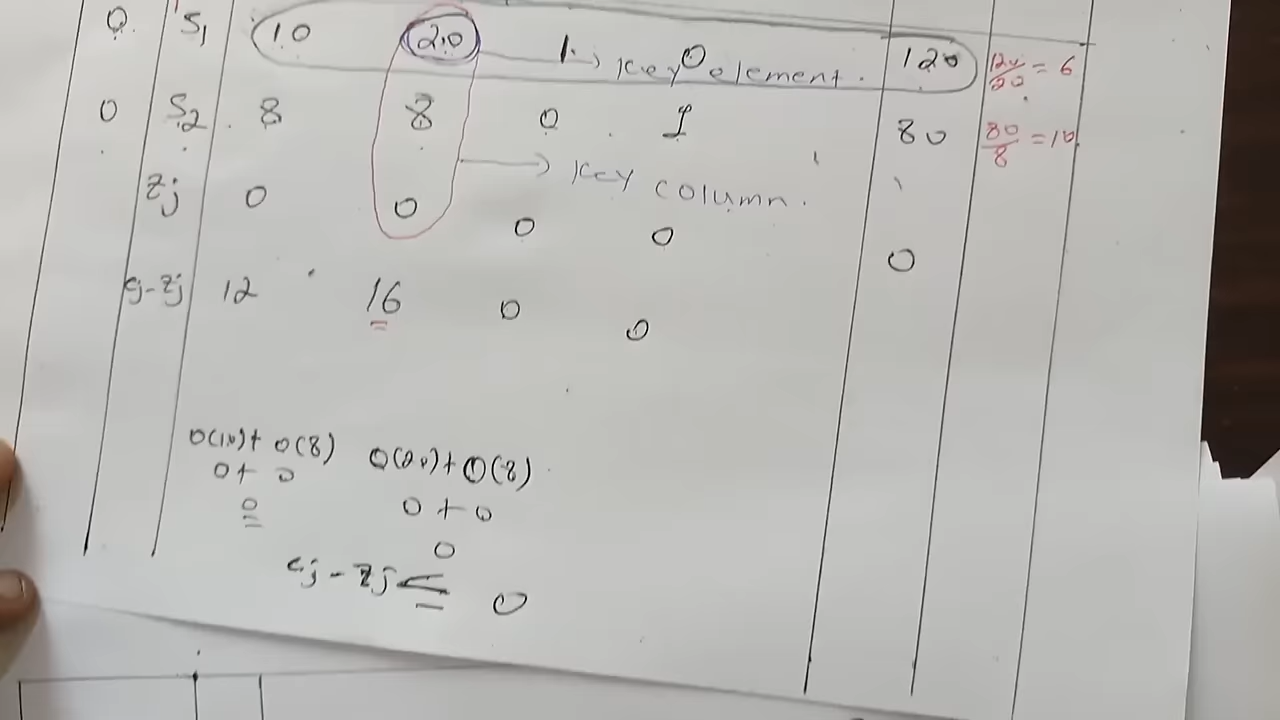 0 S1 10 20 1 0 120 120/20 = 6
→ Key element.
0 S2 8 8 0 1 80 80/8 = 10
→ Key column.
Zj 0 0 0 0 0
Cj-Zj 12 16 0 0
0(10)+0(8) 0(20)+0(8)
0+0 0+0
0 0
Cj-Zj ≤ 0